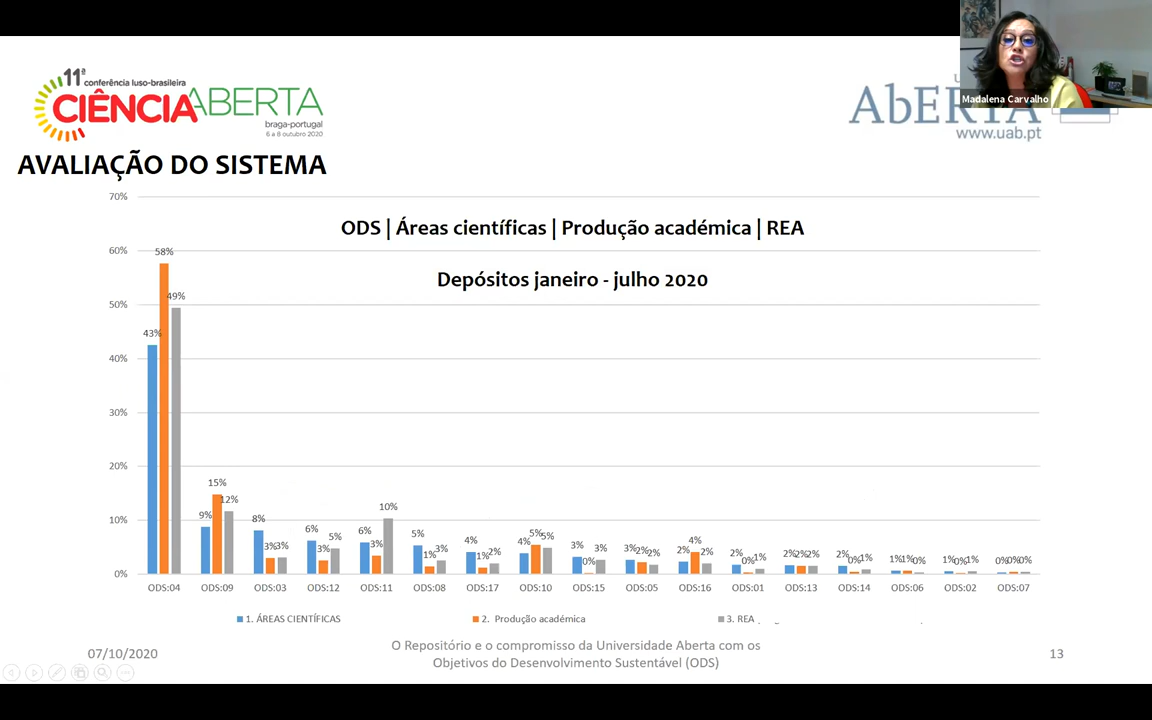 11ª conferência luso-brasileira
CIÊNCIA ABERTA
braga-portugal
6 a 8 outubro 2020
AbERTA
www.uab.pt
Madalena Carvalho
AVALIAÇÃO DO SISTEMA
ODS | Áreas científicas | Produção académica | REA
Depósitos janeiro - julho 2020
70%
60%
50%
40%
30%
20%
10%
0%
43% 58% 49%
9% 15% 12%
8% 3% 3%
6% 3% 5%
6% 3% 10%
5% 1% 3%
4% 1% 2%
4% 5% 5%
3% 0% 3%
3% 2% 2%
2% 4% 2%
2% 0% 1%
2% 2% 2%
2% 0% 1%
1% 1% 0%
1% 0% 1%
0% 0% 0%
ODS:04 ODS:09 ODS:03 ODS:12 ODS:11 ODS:08 ODS:17 ODS:10 ODS:15 ODS:05 ODS:16 ODS:01 ODS:13 ODS:14 ODS:06 ODS:02 ODS:07
1. ÁREAS CIENTÍFICAS 2. Produção académica 3. REA
07/10/2020
O Repositório e o compromisso da Universidade Aberta com os
Objetivos do Desenvolvimento Sustentável (ODS)
13